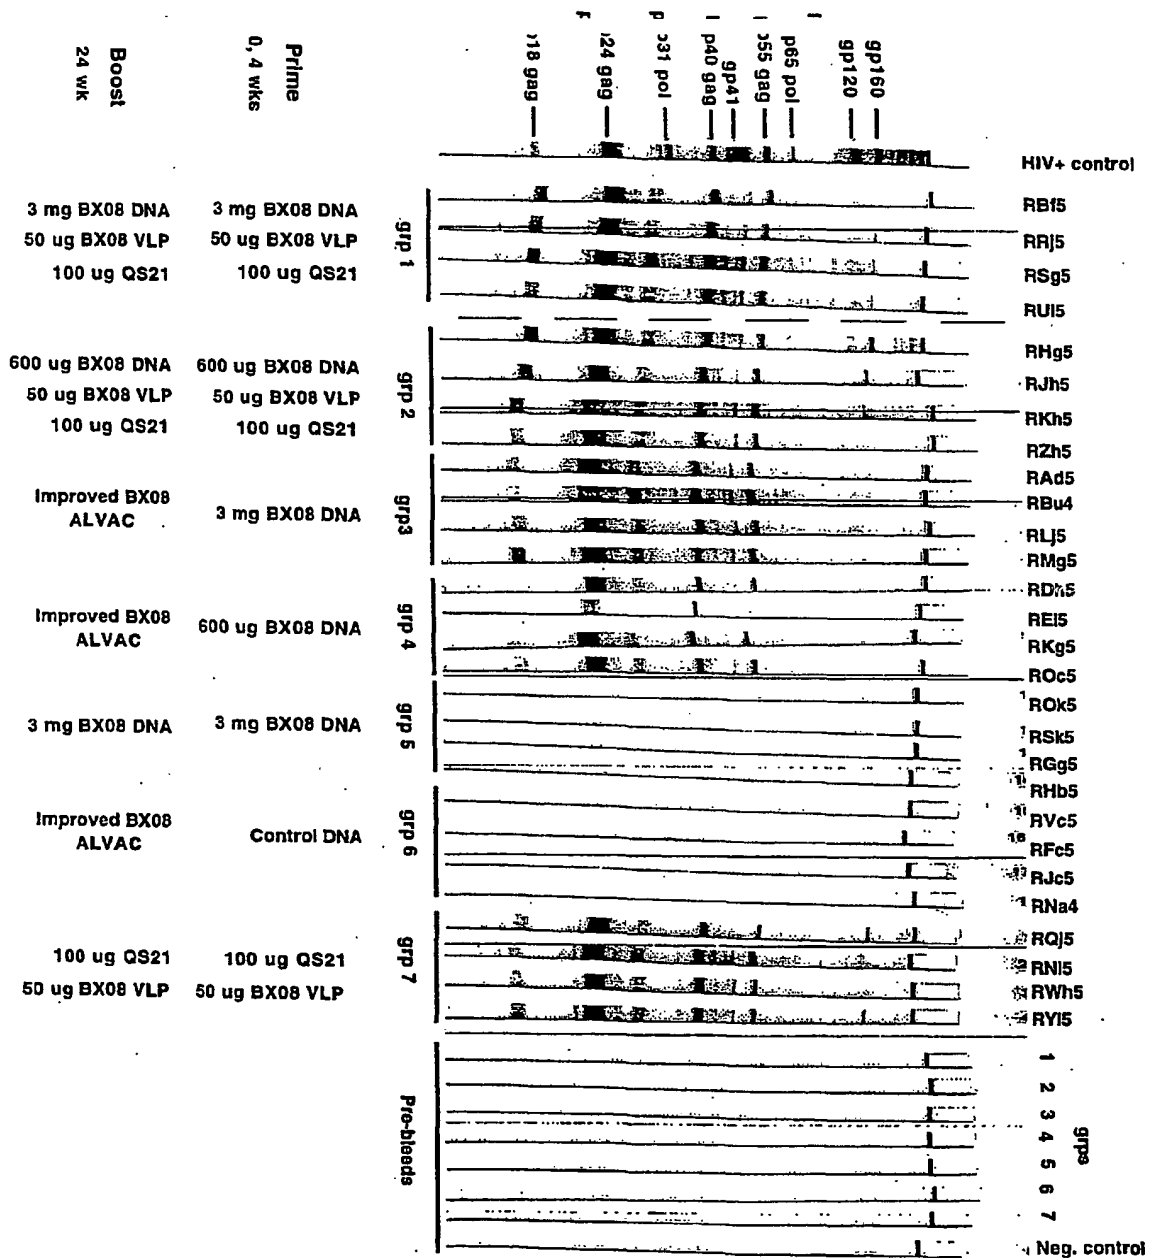 gp160
gp120
p65 pol
p55 gag
gp41
p40 gag
p31 pol
p24 gag
p18 gag
Prime
0, 4 wks
Boost
24 wk
HIV+ control
RBf5
3 mg BX08 DNA 3 mg BX08 DNA
RRj5
50 ug BX08 VLP 50 ug BX08 VLP
grp 1
RSg5
100 ug QS21 100 ug QS21
RUl5
RHg5
600 ug BX08 DNA 600 ug BX08 DNA
RJh5
50 ug BX08 VLP 50 ug BX08 VLP
grp 2
RKh5
100 ug QS21 100 ug QS21
RZh5
RAd5
Improved BX08
ALVAC
3 mg BX08 DNA
grp3
RBu4
RLj5
RMg5
RDh5
Improved BX08
ALVAC
600 ug BX08 DNA
grp 4
REl5
RKg5
ROc5
ROk5
3 mg BX08 DNA 3 mg BX08 DNA
grp 5
RSk5
RGg5
RHb5
Improved BX08
ALVAC
Control DNA
grp 6
RVc5
RFc5
RJc5
RNa4
RQj5
100 ug QS21 100 ug QS21
grp 7
RNl5
50 ug BX08 VLP 50 ug BX08 VLP
RWh5
RYl5
Pre-bleeds
grps
1
2
3
4
5
6
7
Neg. control